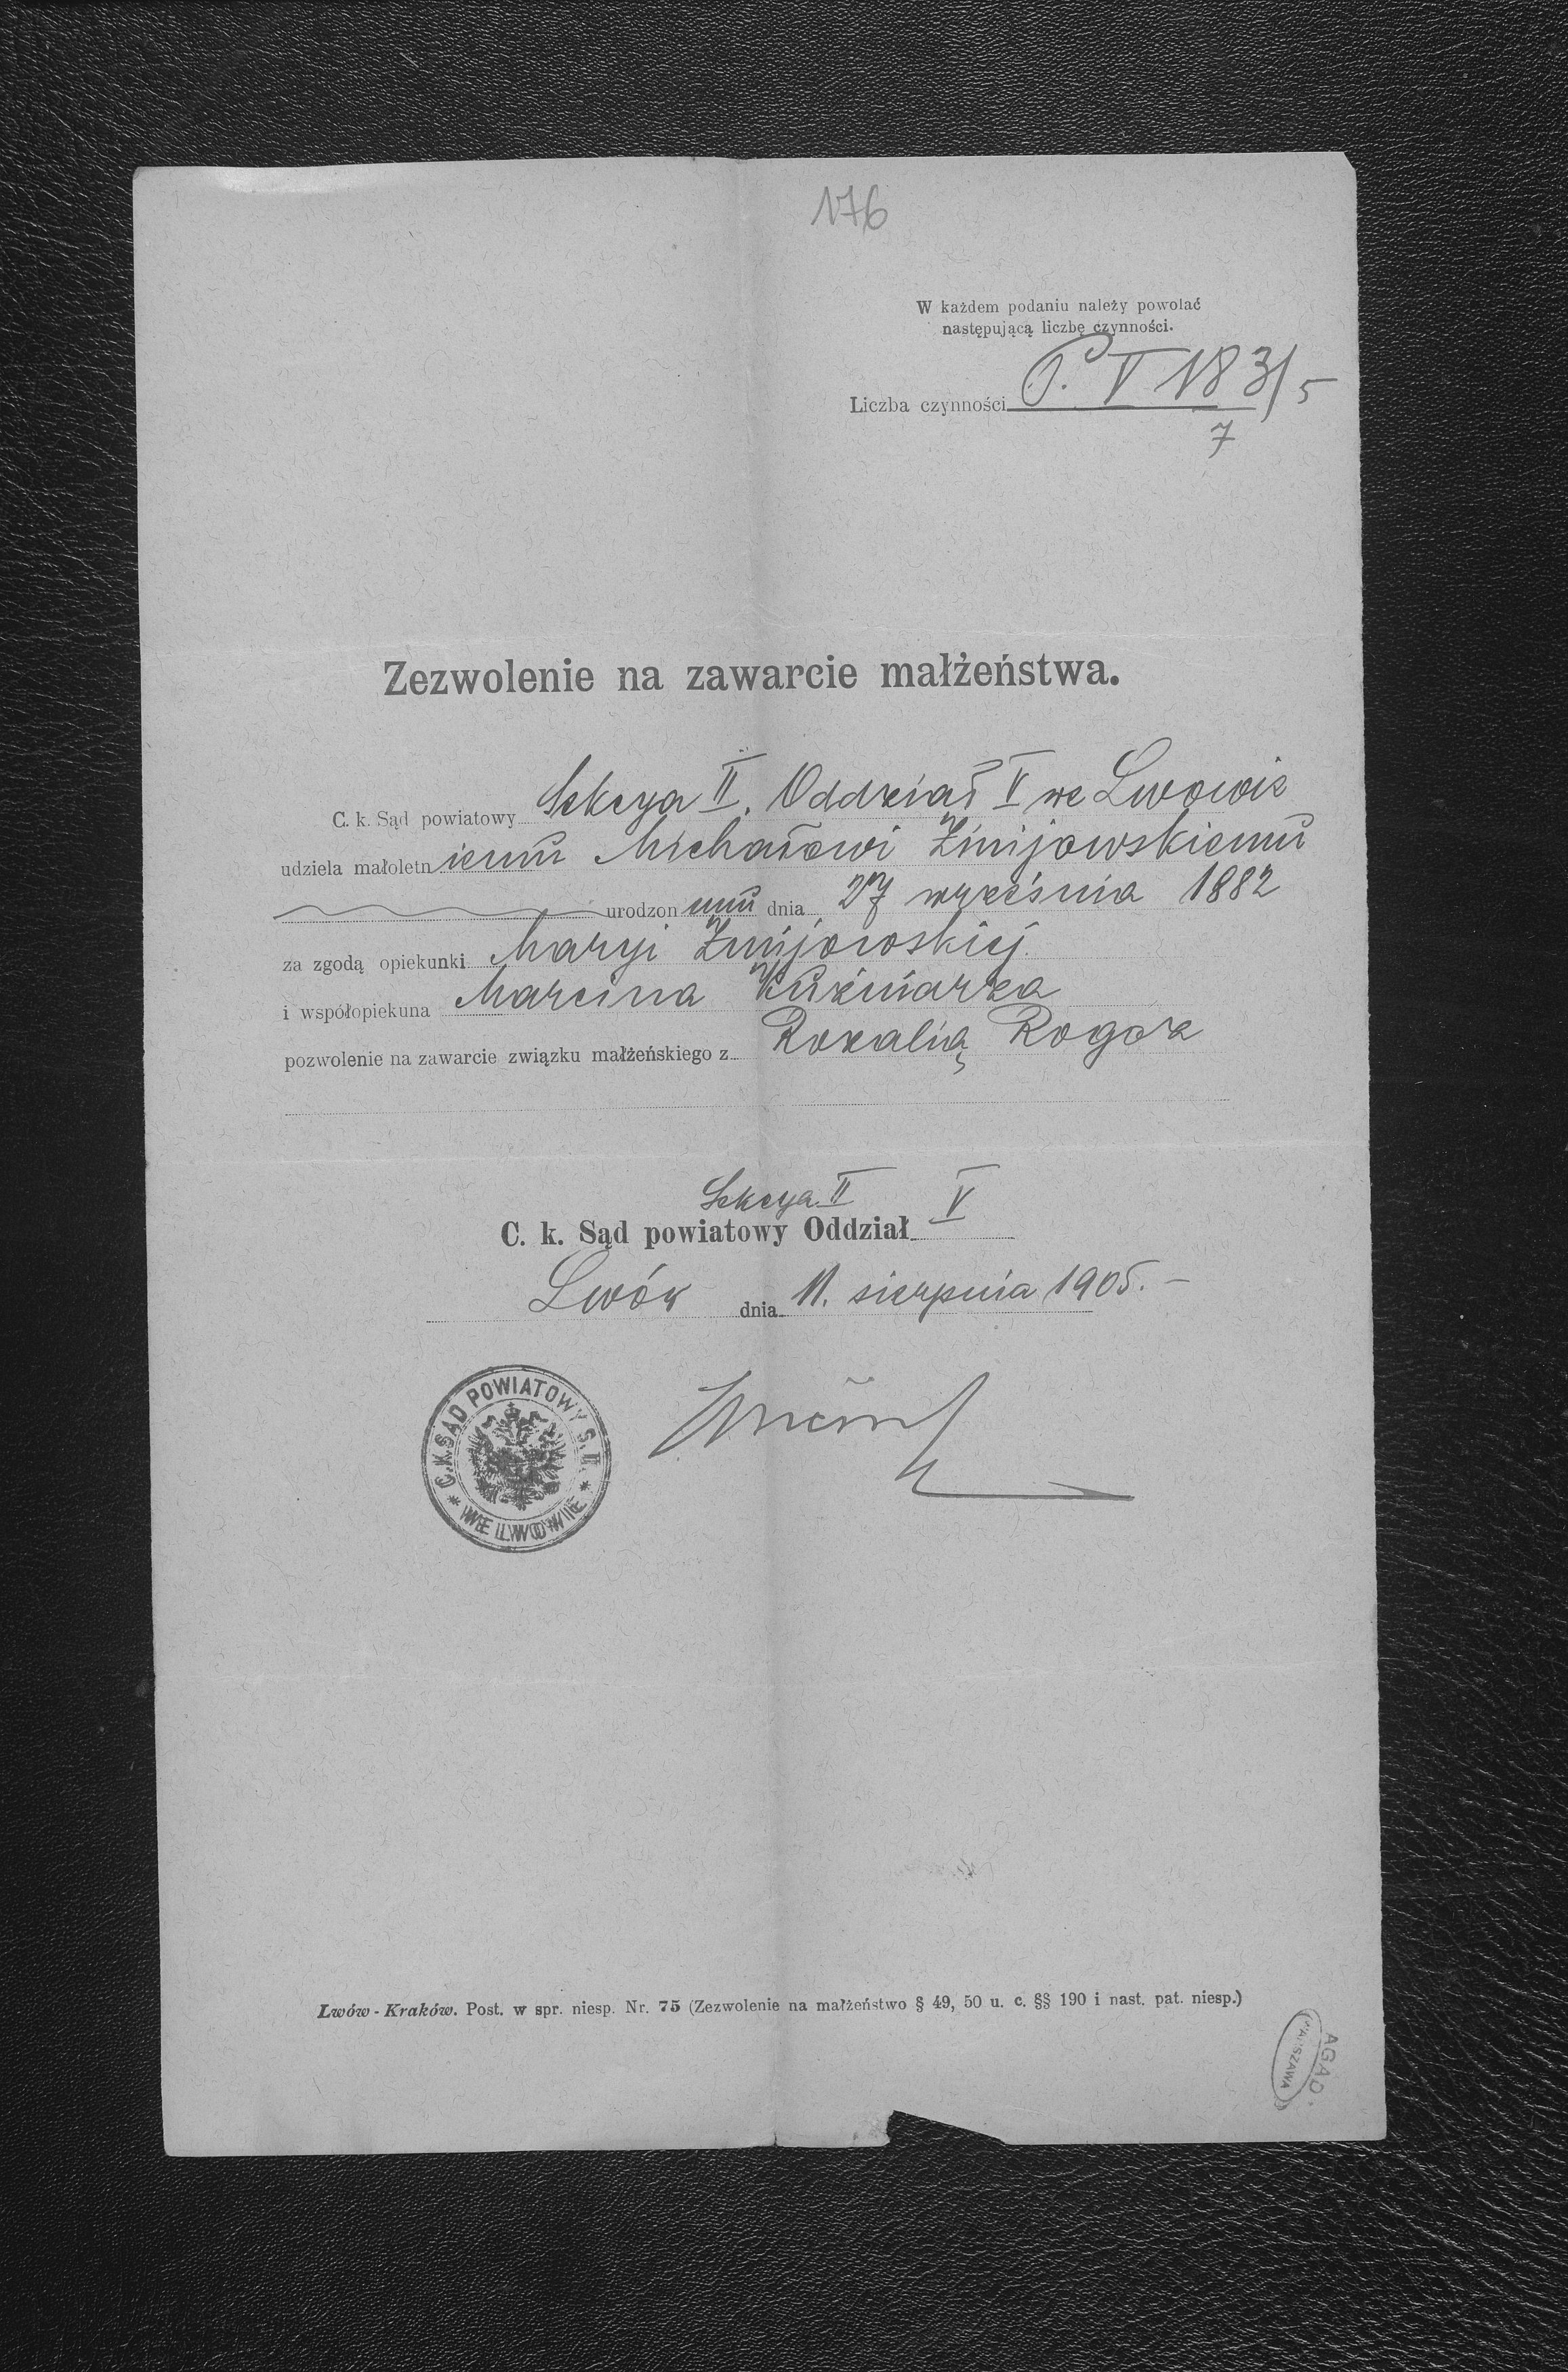 176
W każdem podaniu należy powołać
następującą liczbę czynności.
Liczba czynności P. V 183/5
7
Zezwolenie na zawarcie małżeństwa.
C. k. Sąd powiatowy Sekcya II. Oddział V we Lwowie
udziela małoletniemu Michałowi Żmijowskiemu
urodzonemu dnia 27 września 1882
za zgodą opiekunki Maryi Żmijowskiej
i współopiekuna Marcina Kuźniarza
pozwolenie na zawarcie związku małżeńskiego z Rozalią Rogoz
Sekcya II
C. k. Sąd powiatowy Oddział V
Lwów dnia 11. sierpnia 1905.-
C.K. SĄD POWIATOWY S. II.
* WE LWOWIE *
Lwów - Kraków. Post. w spr. niesp. Nr. 75 (Zezwolenie na małżeństwo § 49, 50 u. c. §§ 190 i nast. pat. niesp.)
AGAD
WARSZAWA